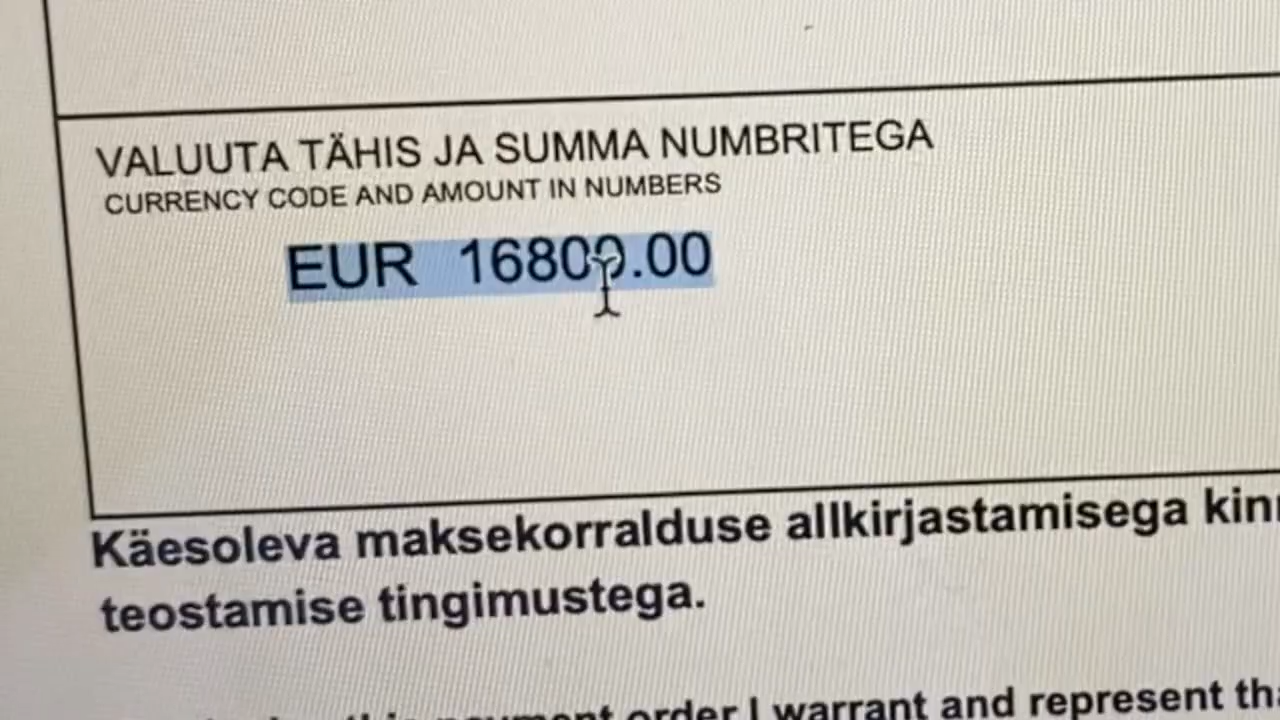 VALUUTA TÄHIS JA SUMMA NUMBRITEGA
CURRENCY CODE AND AMOUNT IN NUMBERS
EUR 16800.00
Käesoleva maksekorralduse allkirjastamisega
teostamise tingimustega.
order I warrant and represent